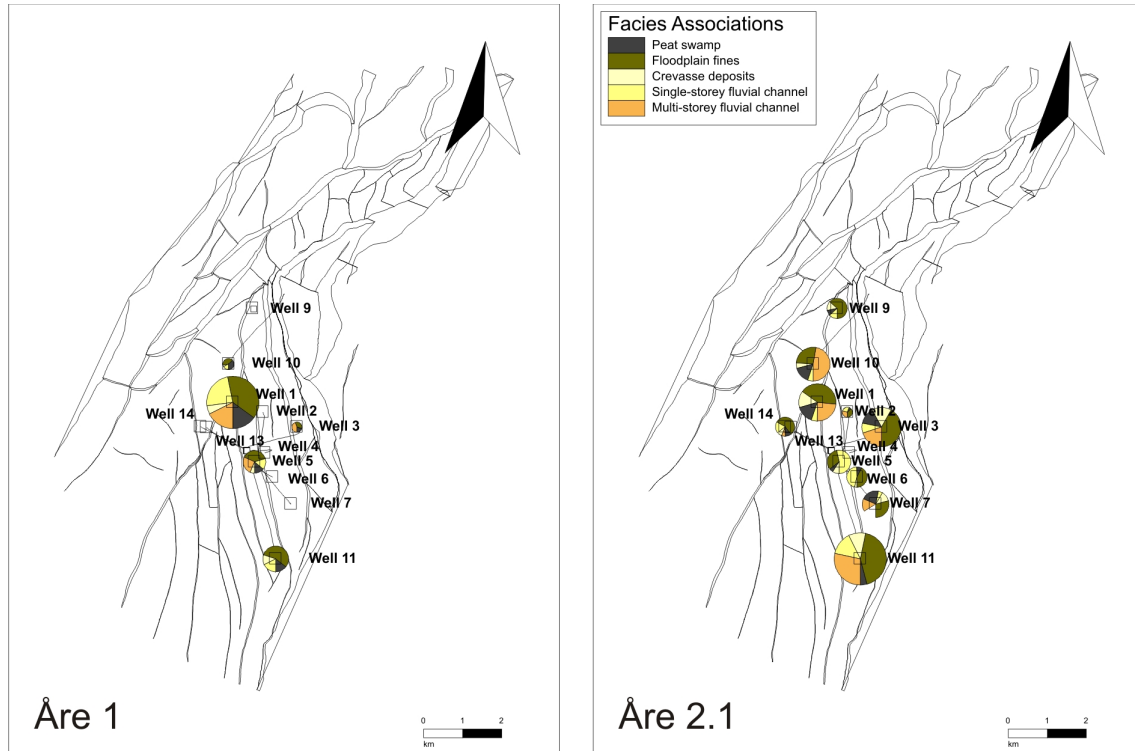 Well 9
Well 10
Well 1
Well 2
Well 14
Well 3
Well 13
Well 4
Well 5
Well 6
Well 7
Well 11
Åre 1
0 1 2
km
Facies Associations
Peat swamp
Floodplain fines
Crevasse deposits
Single-storey fluvial channel
Multi-storey fluvial channel
Well 9
Well 10
Well 1
Well 2
Well 14
Well 3
Well 13
Well 4
Well 5
Well 6
Well 7
Well 11
Åre 2.1
0 1 2
km